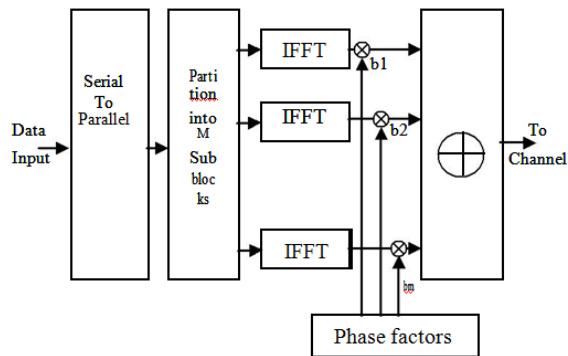 Data
Input
Serial
To
Parallel
Parti
tion
into
M
Sub
bloc
ks
IFFT
b1
IFFT
b2
IFFT
bm
To
Channel
Phase factors